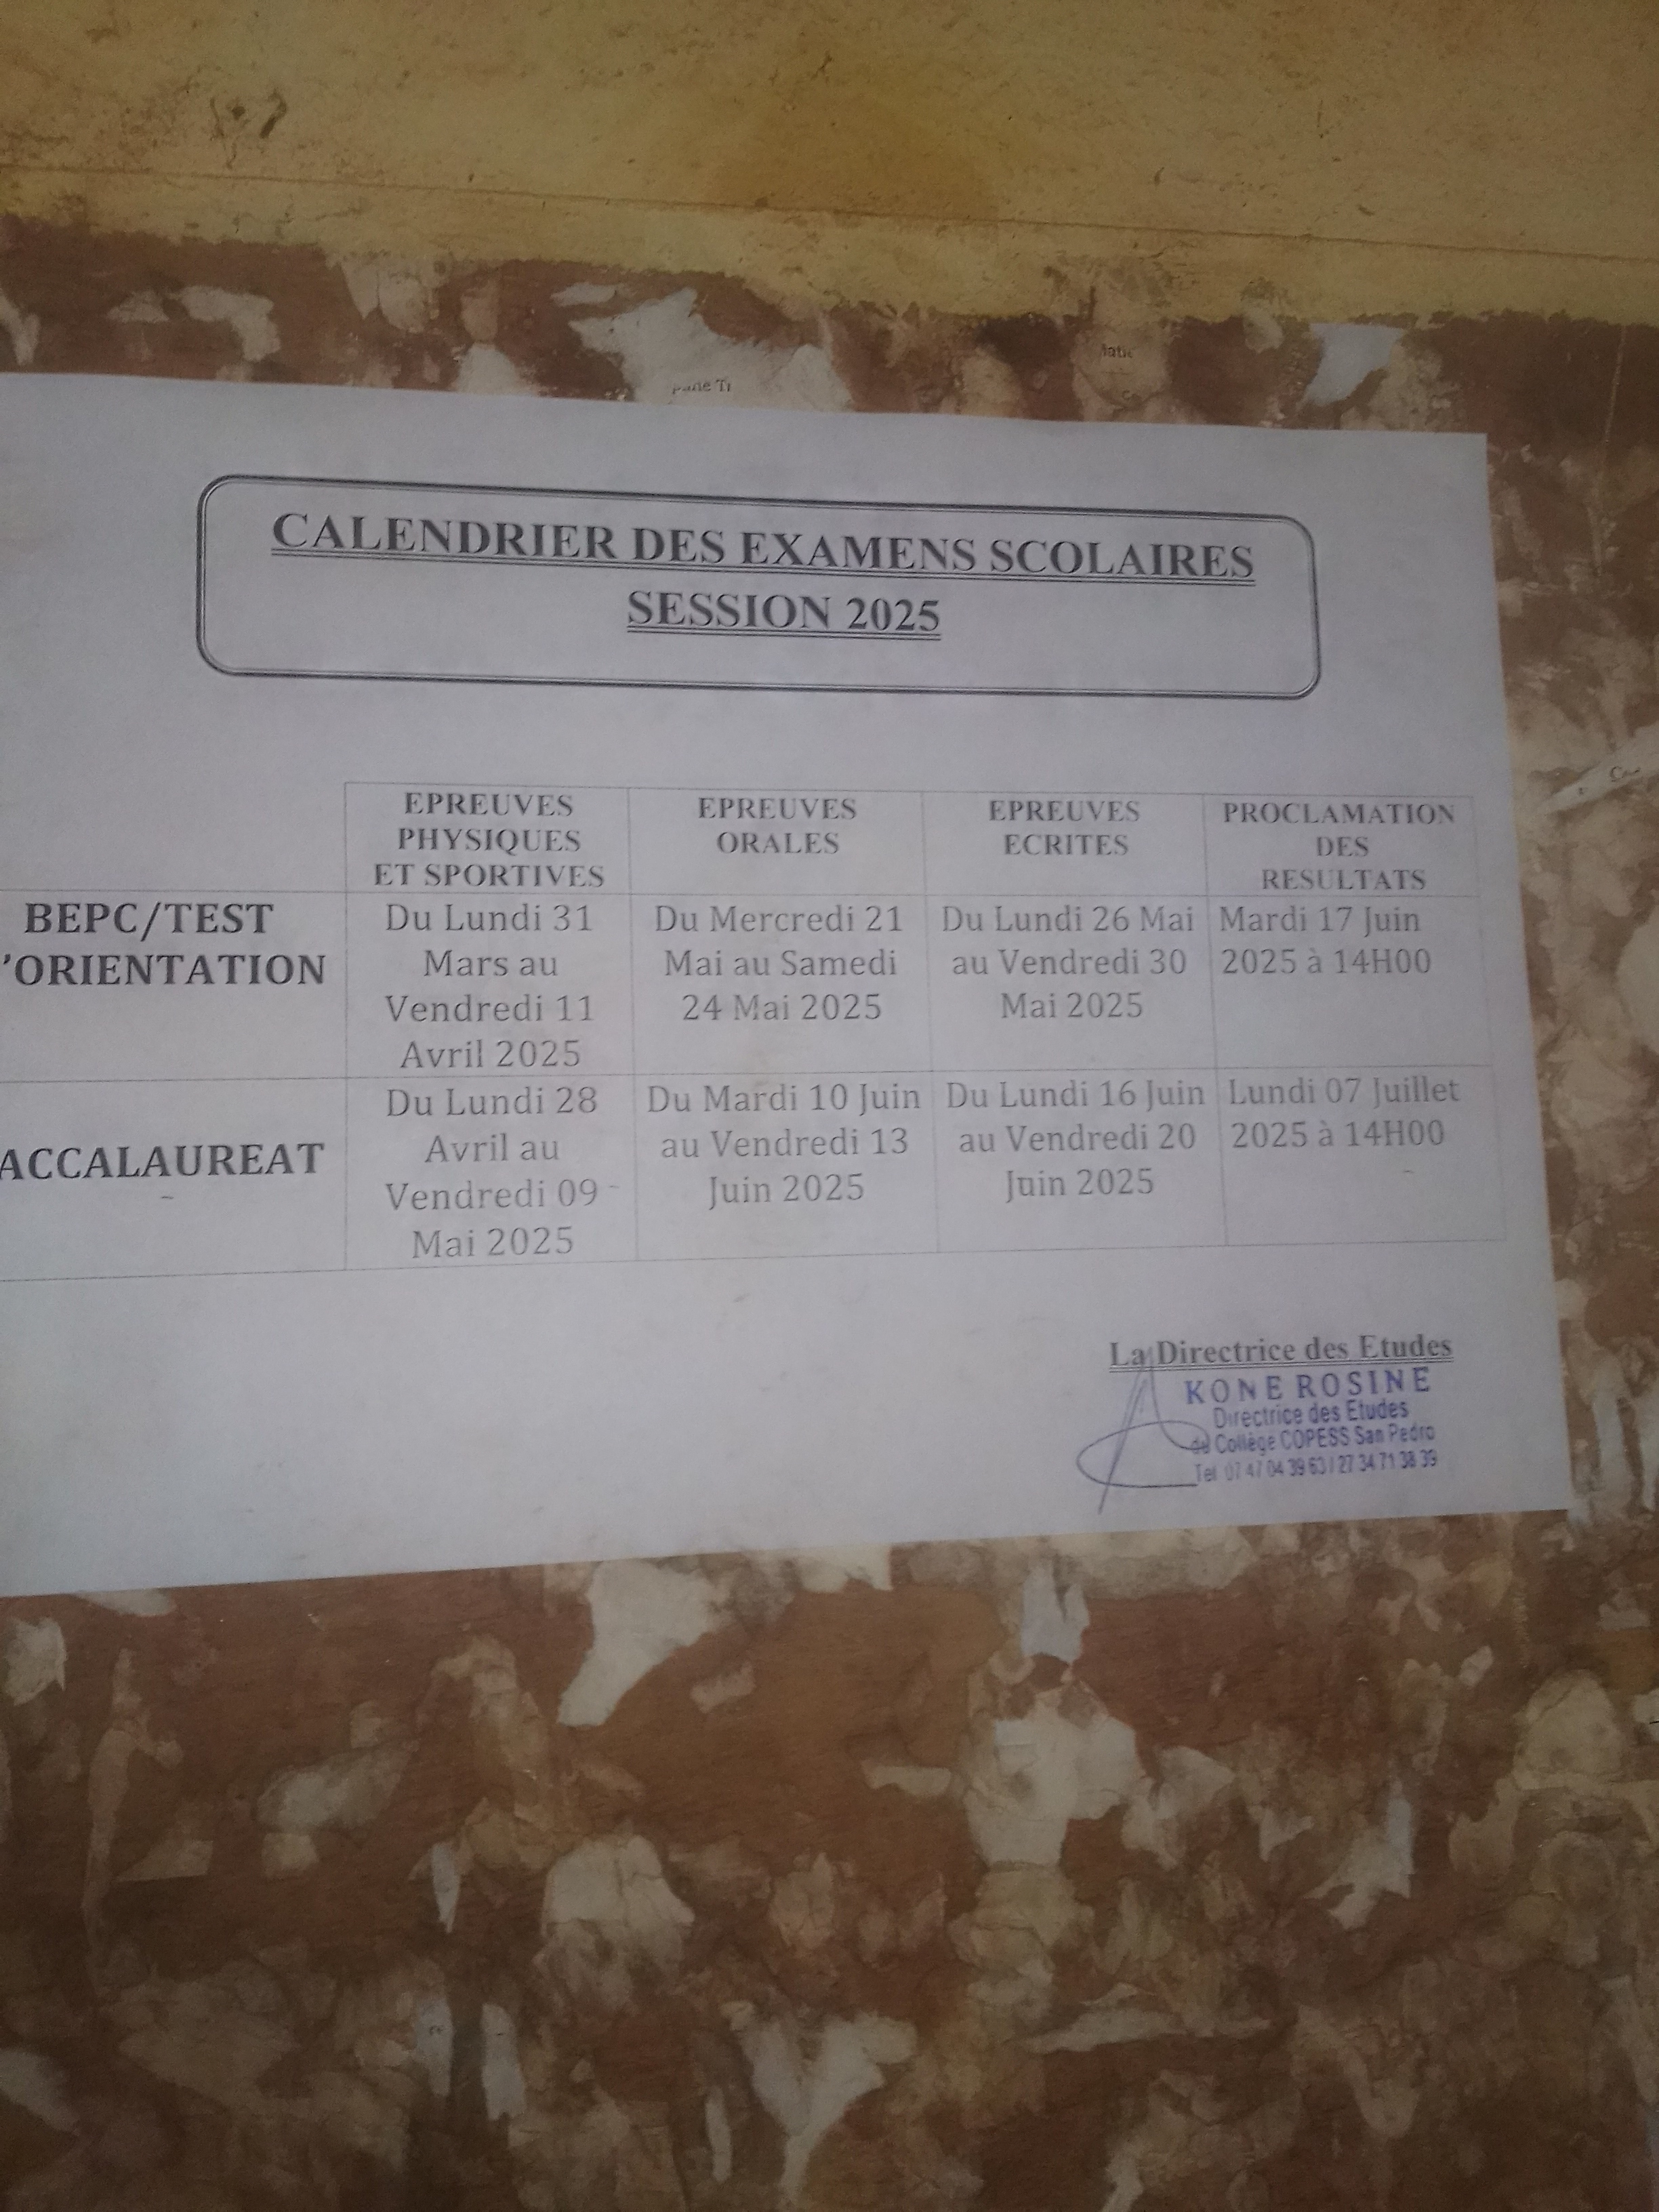 CALENDRIER DES EXAMENS SCOLAIRES
SESSION 2025
EPREUVES
PHYSIQUES
ET SPORTIVES
EPREUVES
ORALES
EPREUVES
ECRITES
PROCLAMATION
DES
RESULTATS
BEPC/TEST
'ORIENTATION
Du Lundi 31
Mars au
Vendredi 11
Avril 2025
Du Mercredi 21
Mai au Samedi
24 Mai 2025
Du Lundi 26 Mai
au Vendredi 30
Mai 2025
Mardi 17 Juin
2025 à 14H00
ACCALAUREAT
Du Lundi 28
Avril au
Vendredi 09
Mai 2025
Du Mardi 10 Juin
au Vendredi 13
Juin 2025
Du Lundi 16 Juin
au Vendredi 20
Juin 2025
Lundi 07 Juillet
2025 à 14H00
La Directrice des Etudes
KONE ROSINE
Directrice des Etudes
du Collège COPESS San Pedro
Tel 07 47 04 39 63 / 27 34 71 38 39